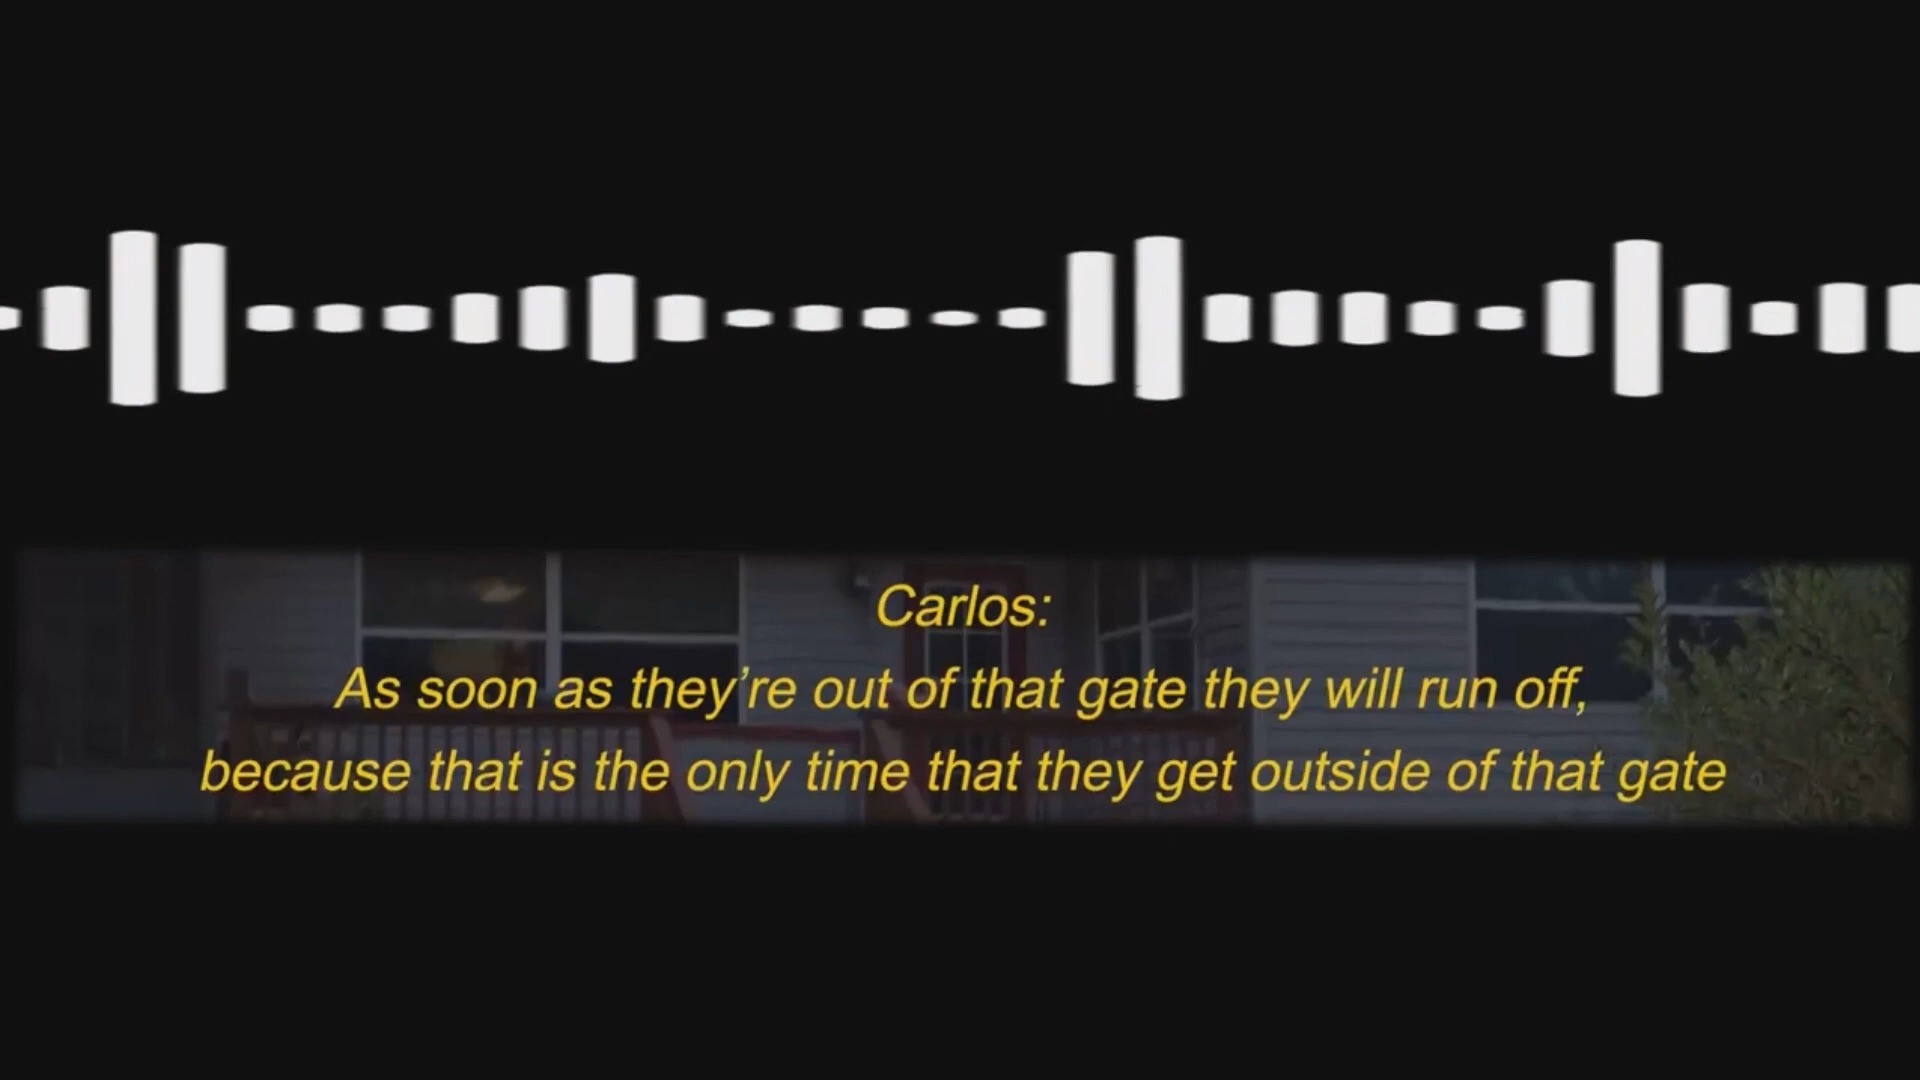 Carlos:
As soon as they’re out of that gate they will run off,
because that is the only time that they get outside of that gate